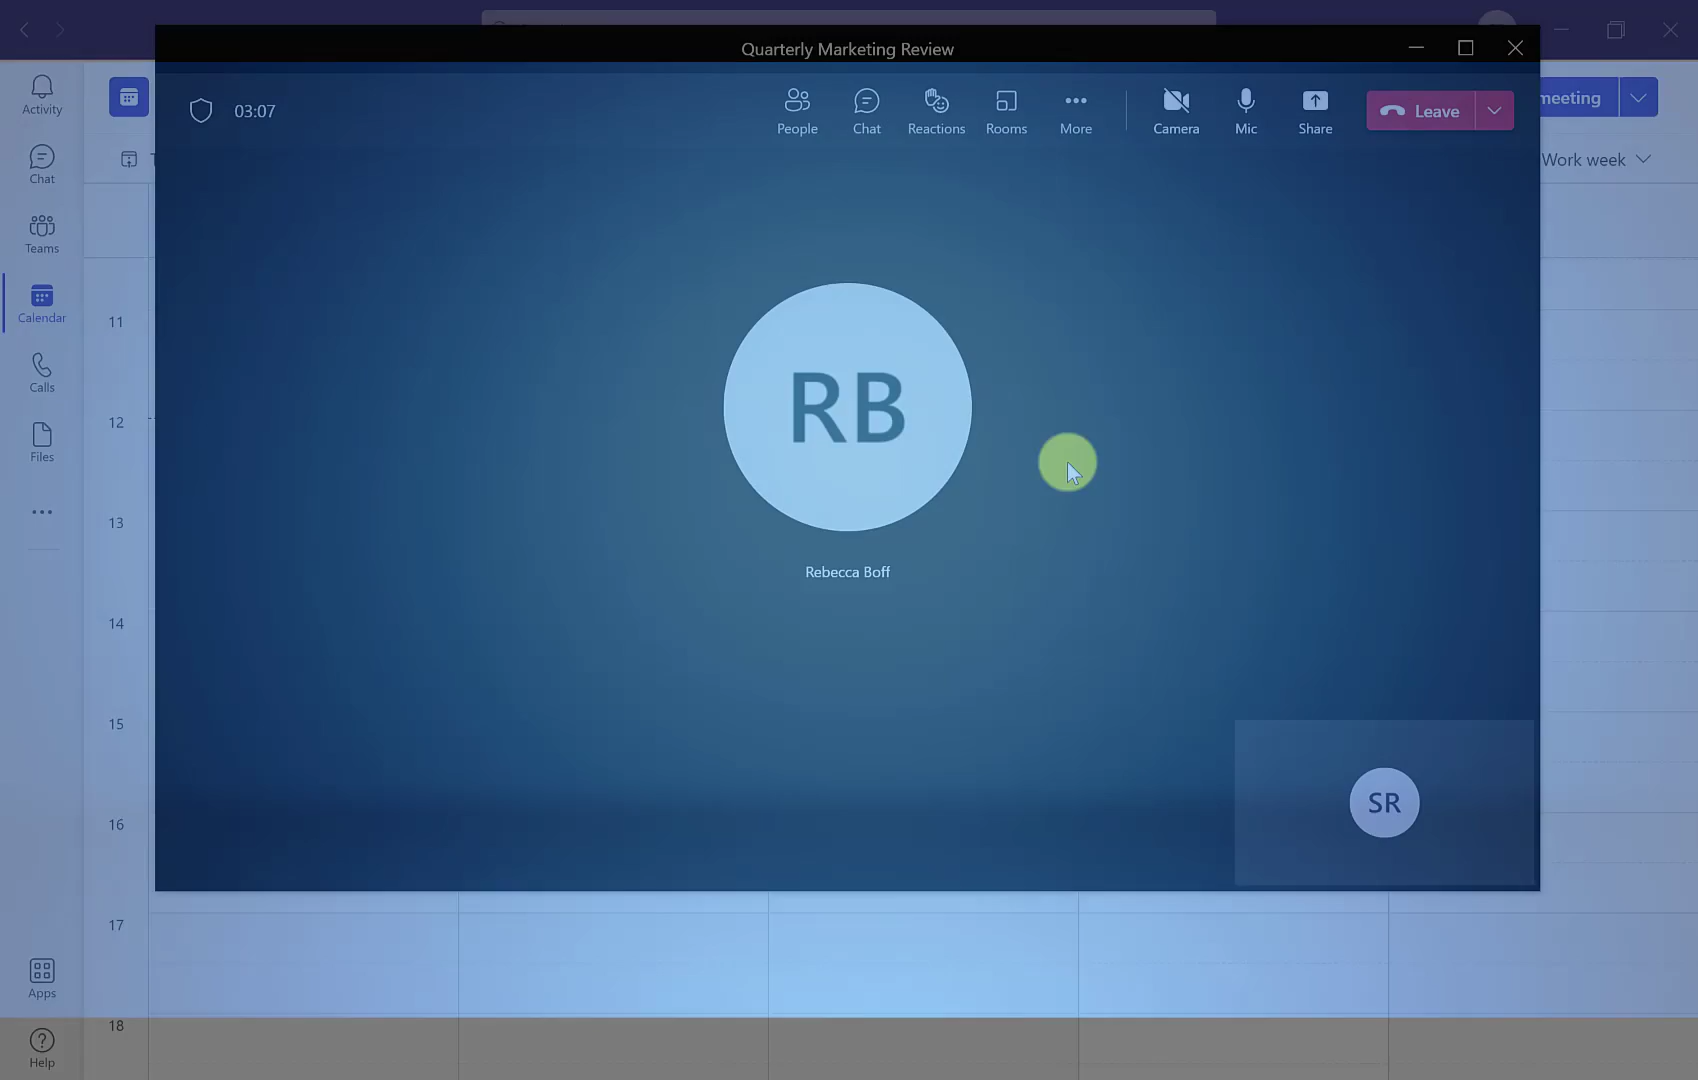 Quarterly Marketing Review
Activity
Chat
Teams
Calendar
Calls
Files
Apps
Help
03:07
People
Chat
Reactions
Rooms
More
Camera
Mic
Share
Leave
meeting
Work week
11
12
13
14
15
16
17
18
RB
Rebecca Boff
SR